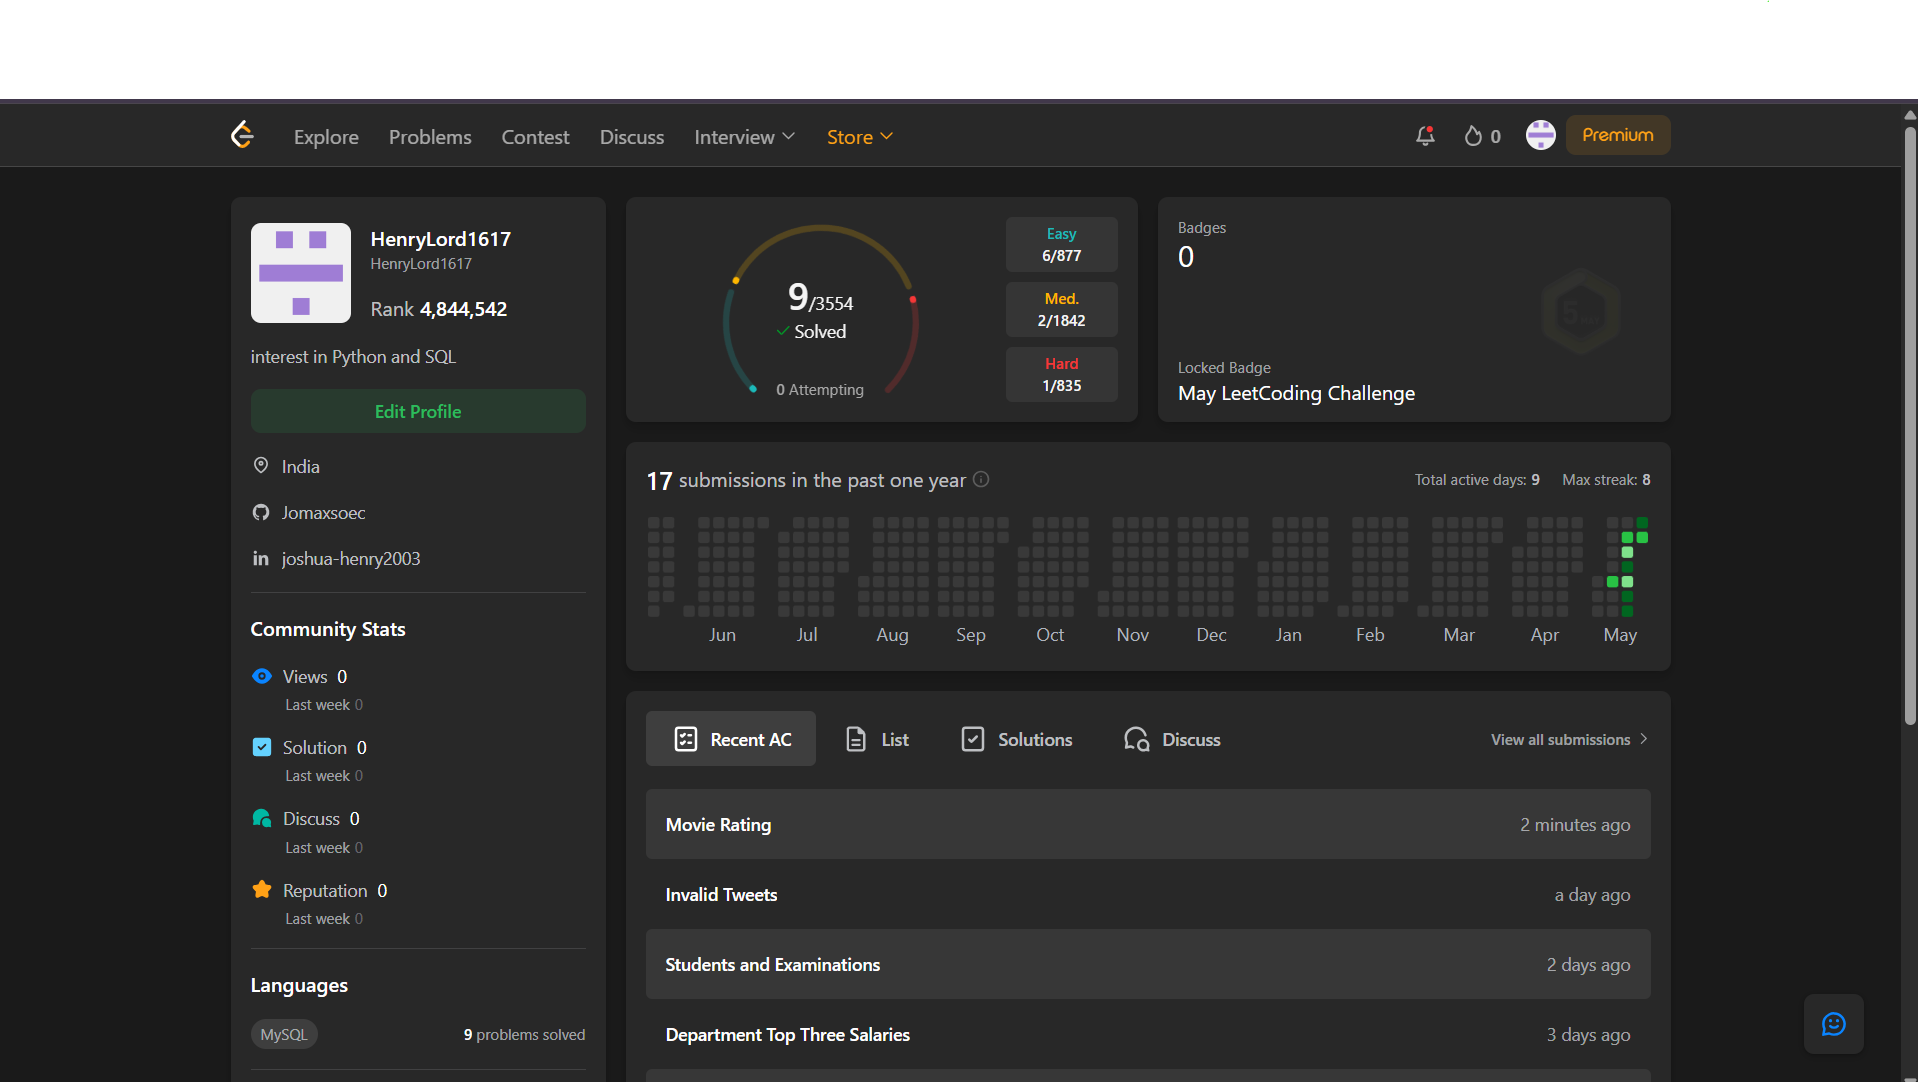 Explore Problems Contest Discuss Interview Store 0 Premium
HenryLord1617
HenryLord1617
Rank 4,844,542
interest in Python and SQL
Edit Profile
India
Jomaxsoec
joshua-henry2003
Community Stats
Views 0
Last week 0
Solution 0
Last week 0
Discuss 0
Last week 0
Reputation 0
Last week 0
Languages
MySQL 9 problems solved
9/3554
Solved
0 Attempting
Easy
6/877
Med.
2/1842
Hard
1/835
Badges
0
Locked Badge
May LeetCoding Challenge
17 submissions in the past one year Total active days: 9 Max streak: 8
Jun Jul Aug Sep Oct Nov Dec Jan Feb Mar Apr May
Recent AC List Solutions Discuss View all submissions
Movie Rating 2 minutes ago
Invalid Tweets a day ago
Students and Examinations 2 days ago
Department Top Three Salaries 3 days ago